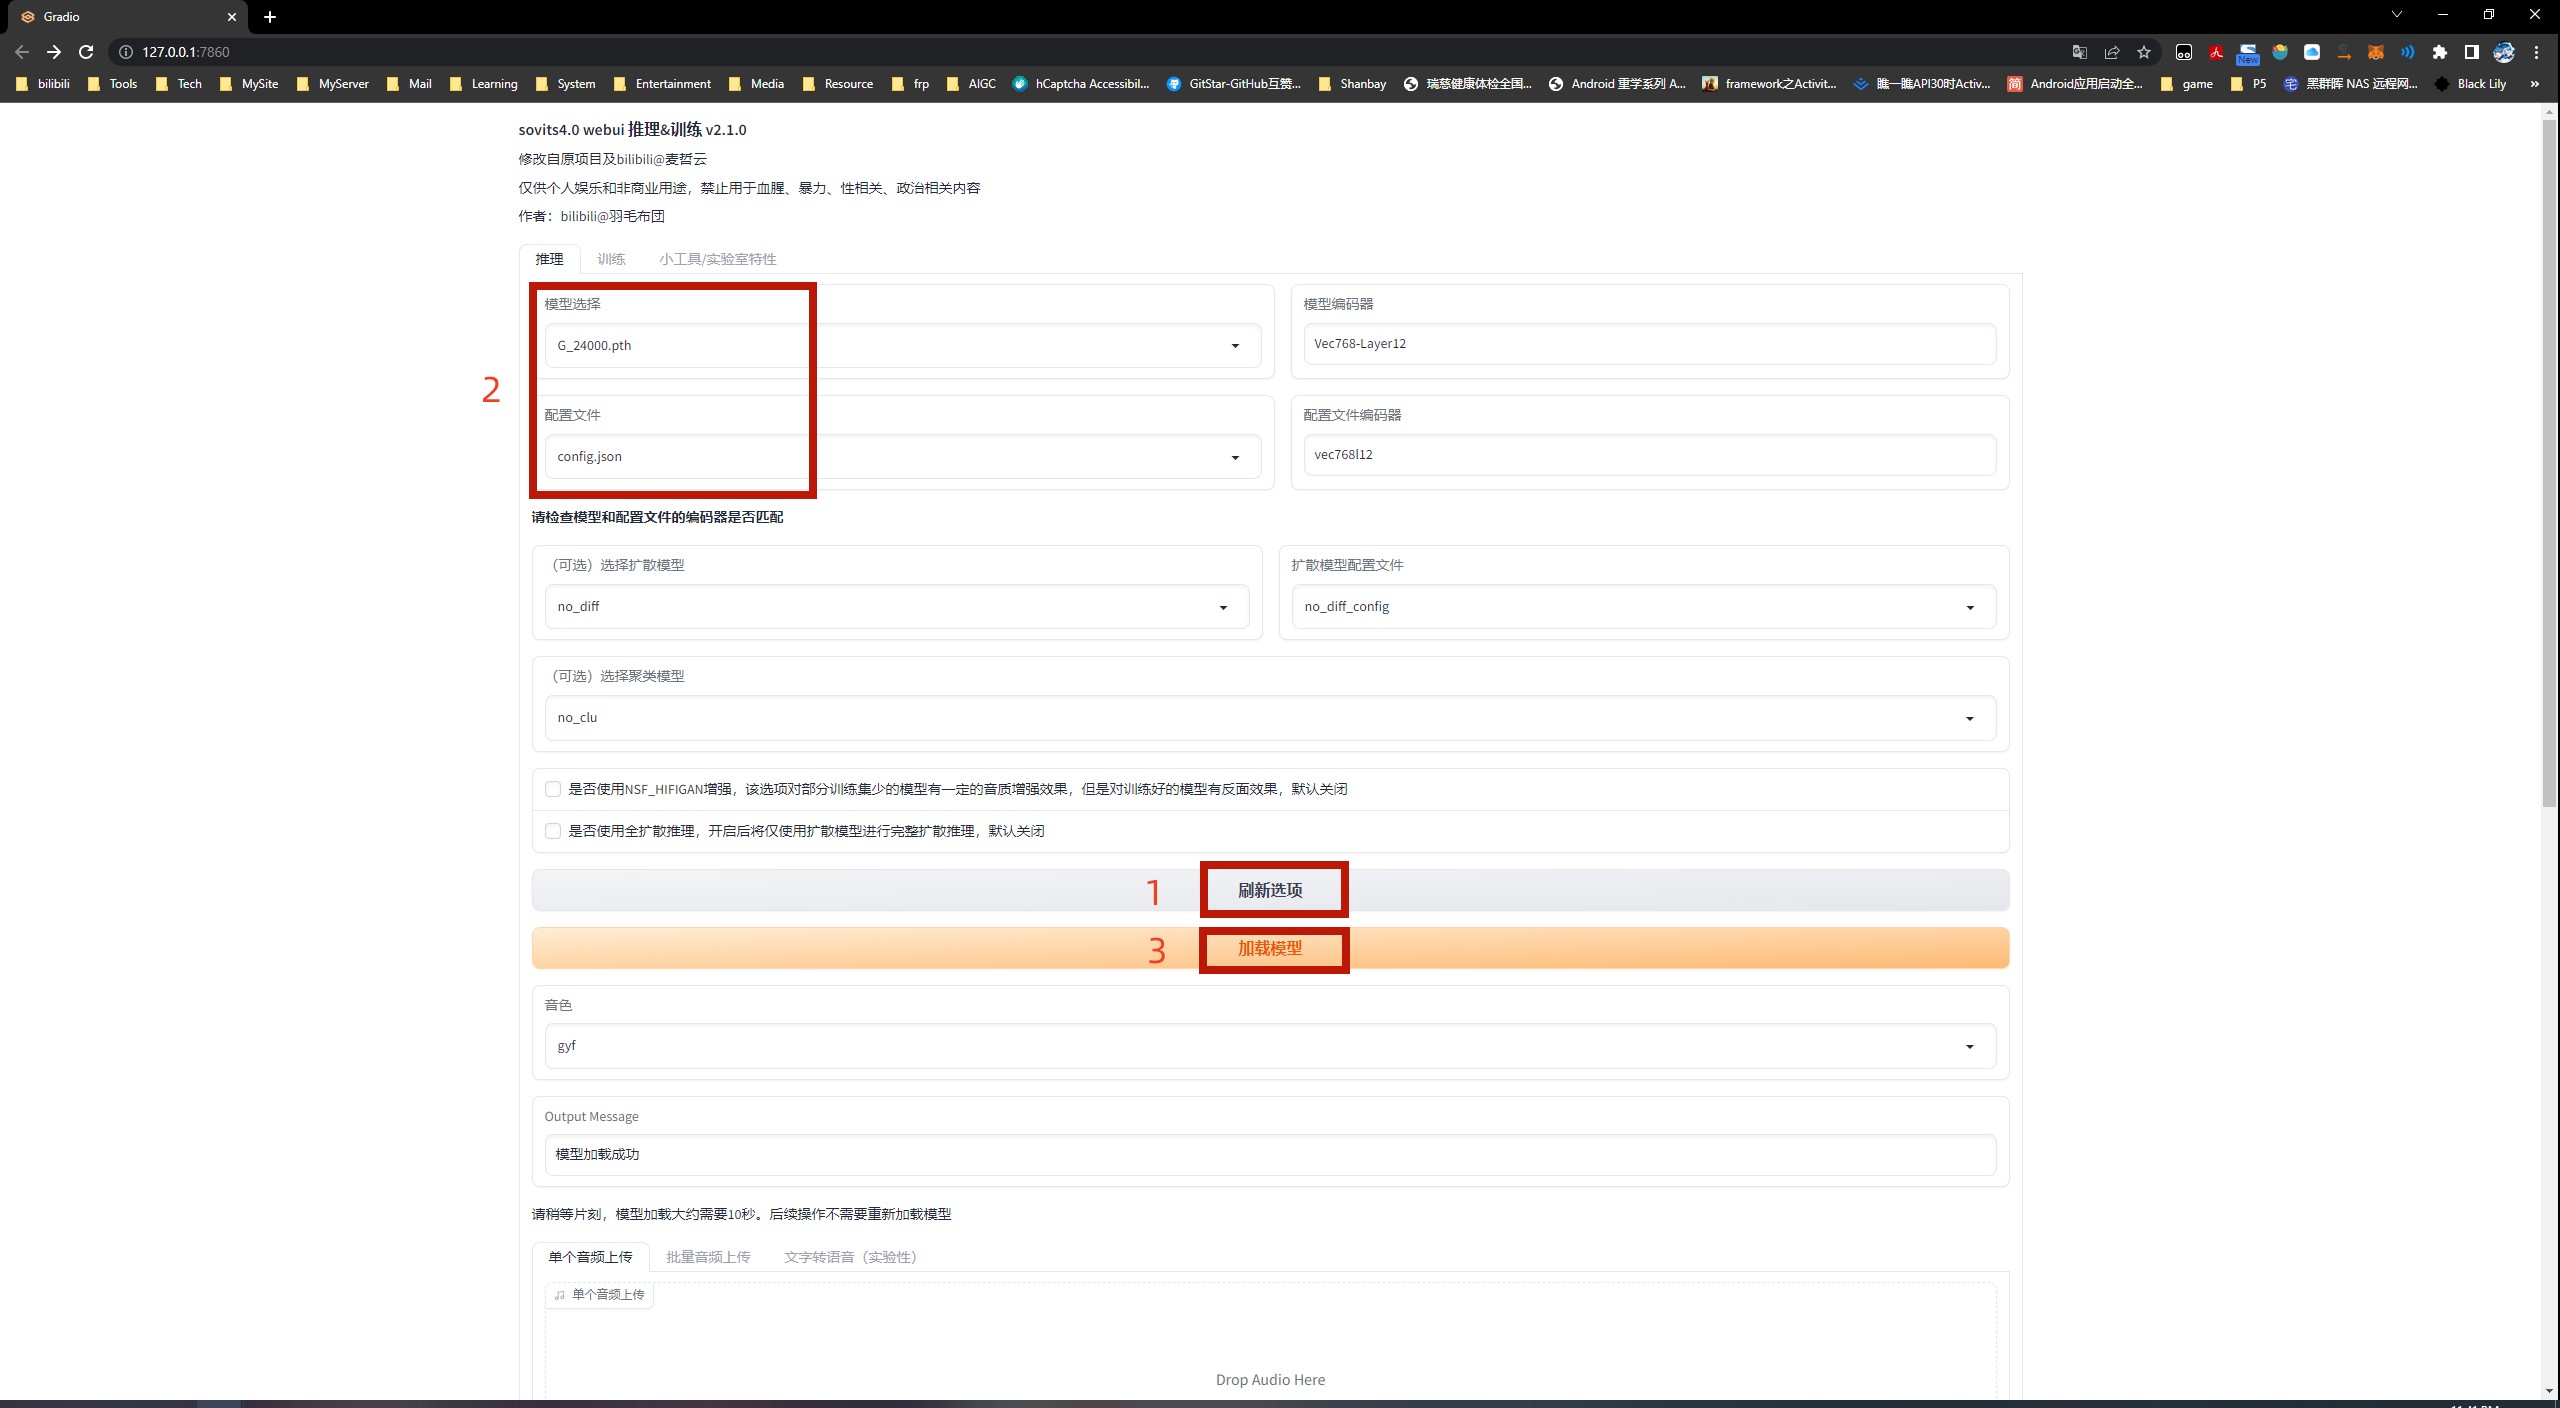 Gradio
127.0.0.1:7860
New
bilibili Tools Tech MySite MyServer Mail Learning System Entertainment Media Resource frp AIGC hCaptcha Accessibil... GitStar-GitHub互赞... Shanbay 瑞慈健康体检全国... Android 重学系列 A... framework之Activit... 瞧一瞧API30时Activ... 简 Android应用启动全... game P5 宅 黑群晖 NAS 远程网... Black Lily »
sovits4.0 webui 推理&训练 v2.1.0
修改自原项目及bilibili@麦哲云
仅供个人娱乐和非商业用途，禁止用于血腥、暴力、性相关、政治相关内容
作者：bilibili@羽毛布団
推理 训练 小工具/实验室特性
模型选择 模型编码器
G_24000.pth Vec768-Layer12
2
配置文件 配置文件编码器
config.json vec768l12
请检查模型和配置文件的编码器是否匹配
（可选）选择扩散模型 扩散模型配置文件
no_diff no_diff_config
（可选）选择聚类模型
no_clu
是否使用NSF_HIFIGAN增强，该选项对部分训练集少的模型有一定的音质增强效果，但是对训练好的模型有反面效果，默认关闭
是否使用全扩散推理，开启后将仅使用扩散模型进行完整扩散推理，默认关闭
1 刷新选项
3 加载模型
音色
gyf
Output Message
模型加载成功
请稍等片刻，模型加载大约需要10秒。后续操作不需要重新加载模型
单个音频上传 批量音频上传 文字转语音（实验性）
单个音频上传
Drop Audio Here